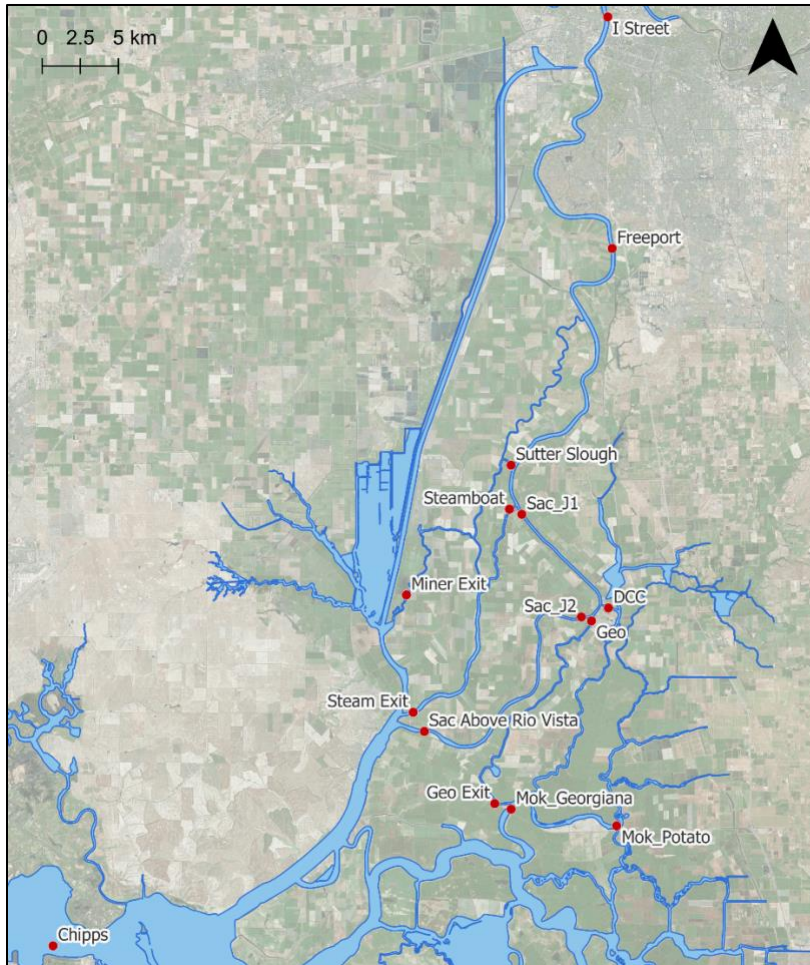 I Street
0 2.5 5 km
Freeport
Sutter Slough
Steamboat
Sac_J1
Miner Exit
DCC
Sac_J2
Geo
Steam Exit
Sac Above Rio Vista
Geo Exit
Mok_Georgiana
Mok_Potato
Chipps